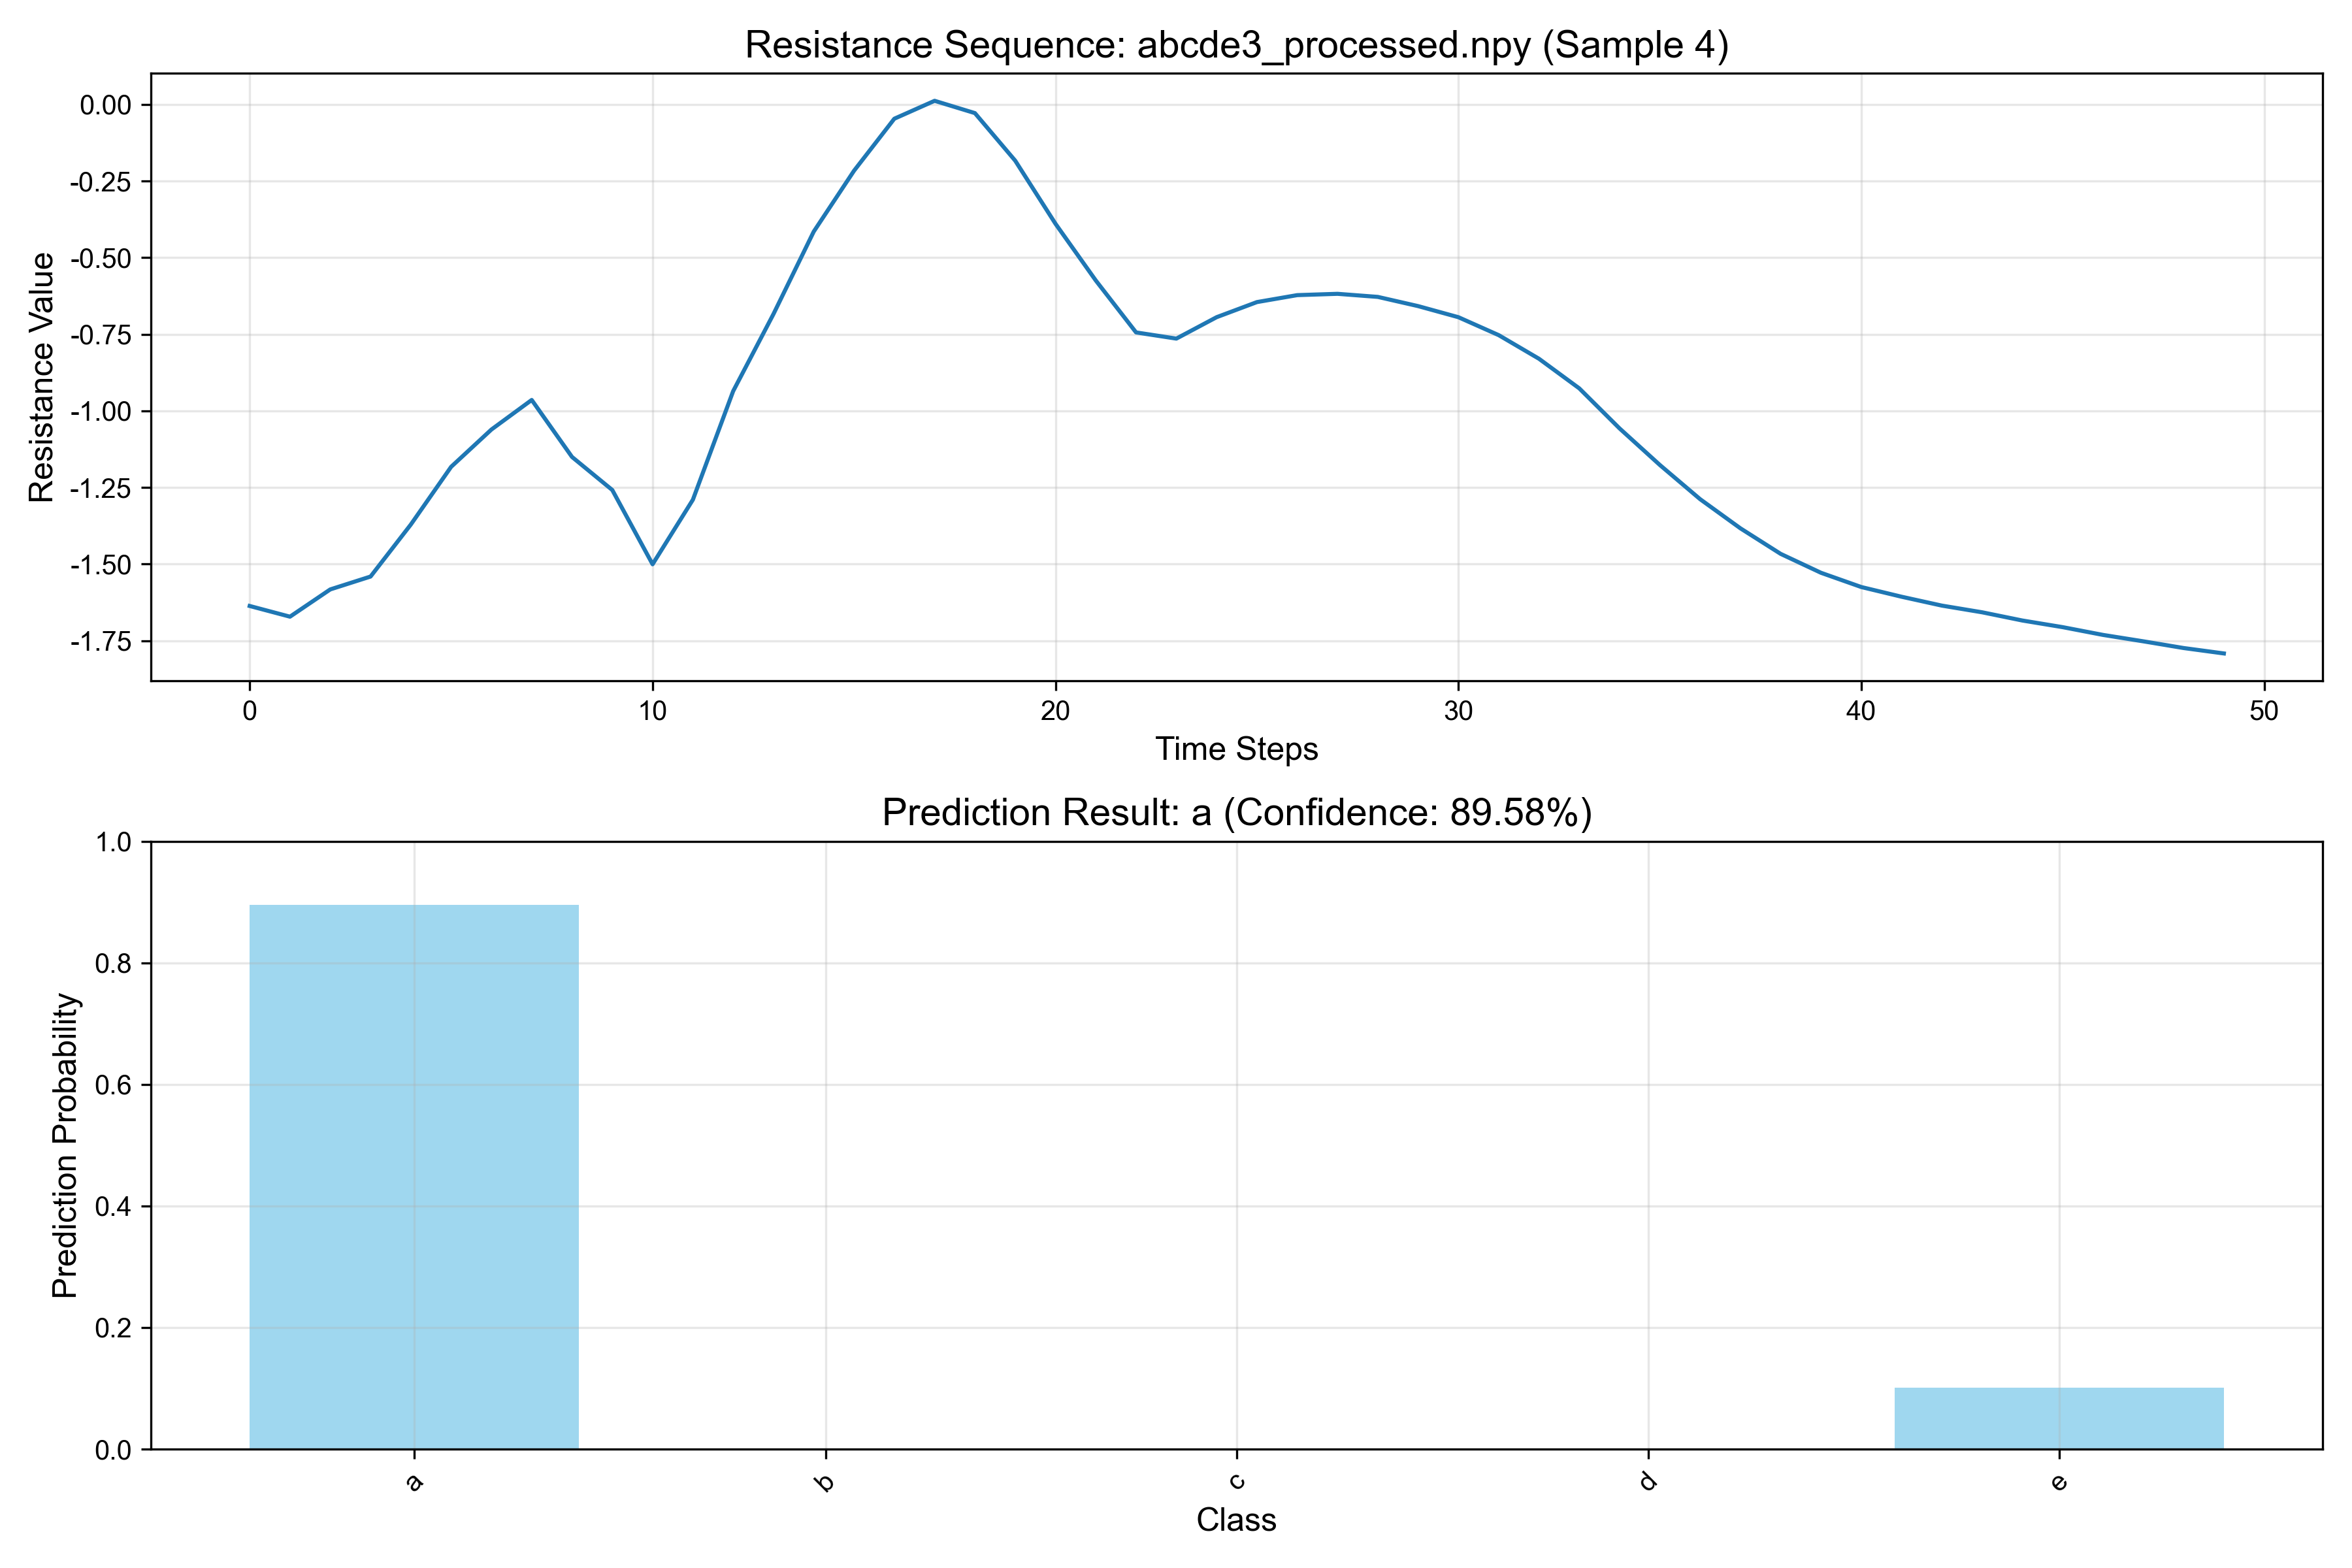 Resistance Sequence: abcde3_processed.npy (Sample 4)
Resistance Value
0.00
-0.25
-0.50
-0.75
-1.00
-1.25
-1.50
-1.75
0 10 20 30 40 50
Time Steps
Prediction Result: a (Confidence: 89.58%)
Prediction Probability
1.0
0.8
0.6
0.4
0.2
0.0
a b c d e
Class